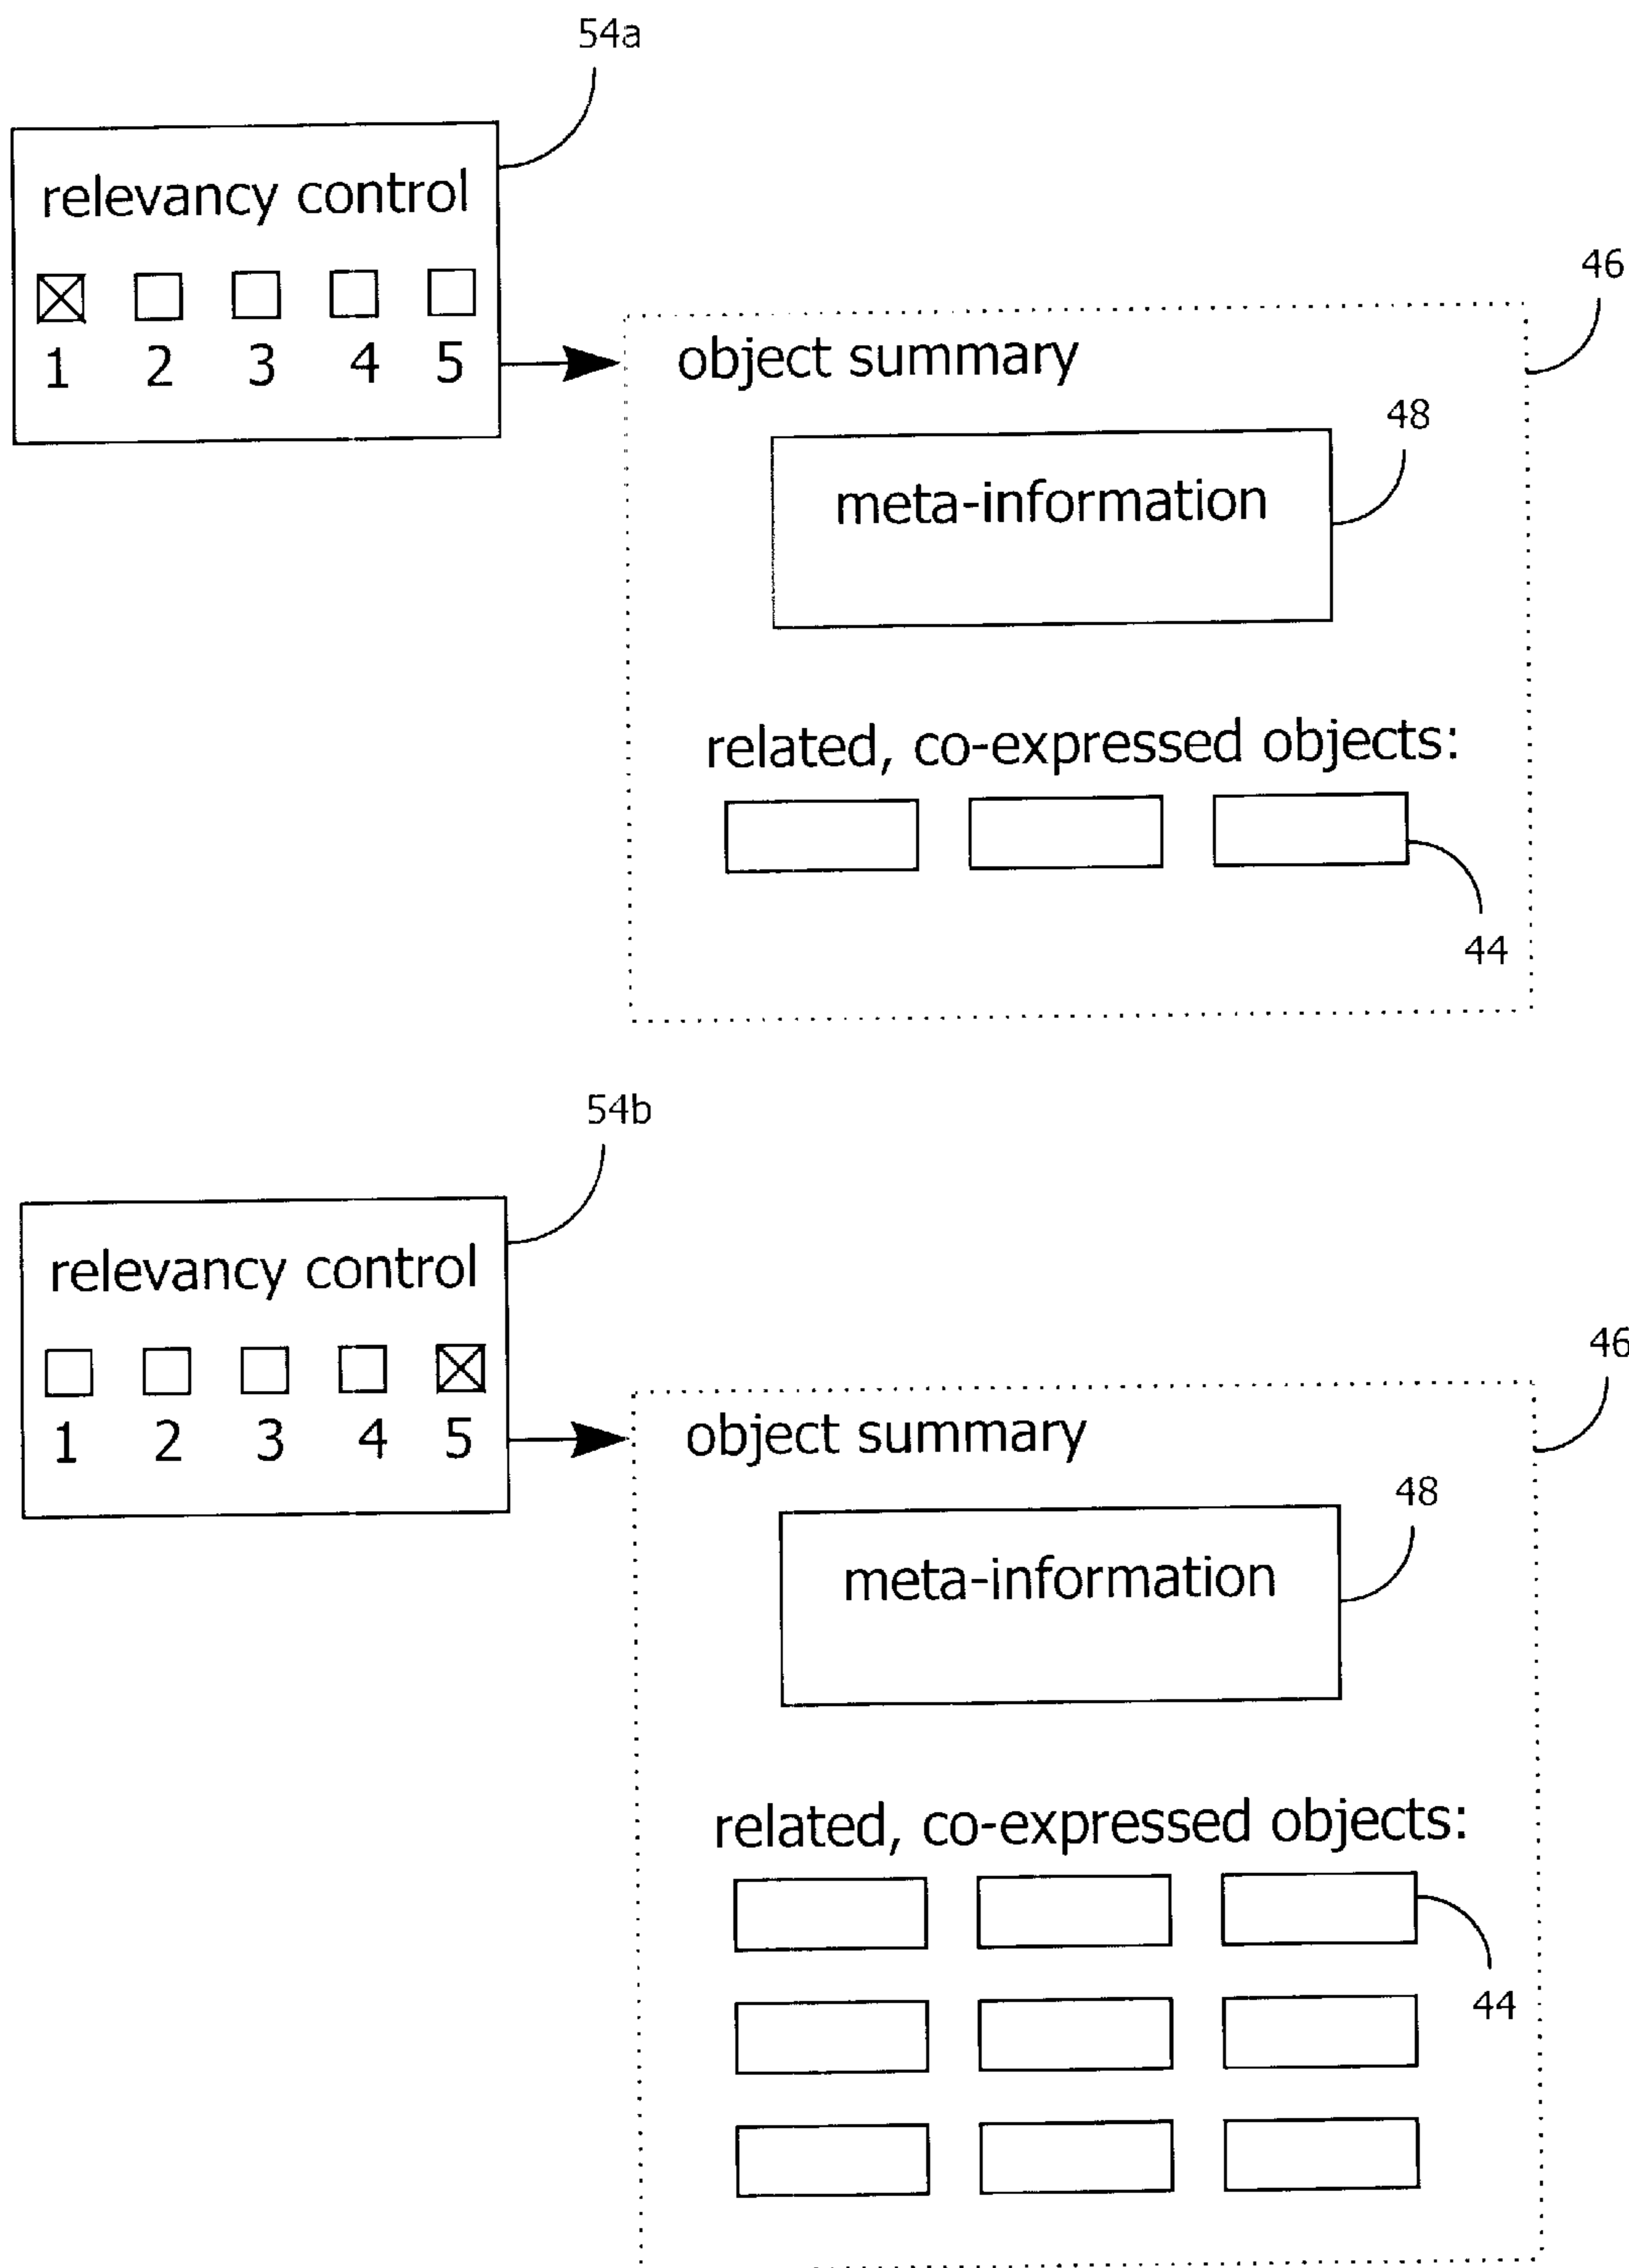 54a
relevancy control
1 2 3 4 5
46
object summary
48
meta-information
related, co-expressed objects:
44
54b
relevancy control
1 2 3 4 5
46
object summary
48
meta-information
related, co-expressed objects:
44